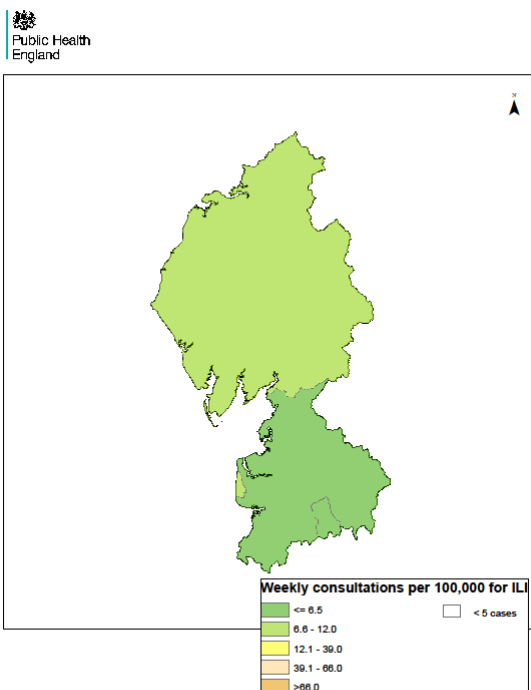 Public Health
England
N
Weekly consultations per 100,000 for ILI
<= 6.5
< 5 cases
6.6 - 12.0
12.1 - 39.0
39.1 - 66.0
>66.0